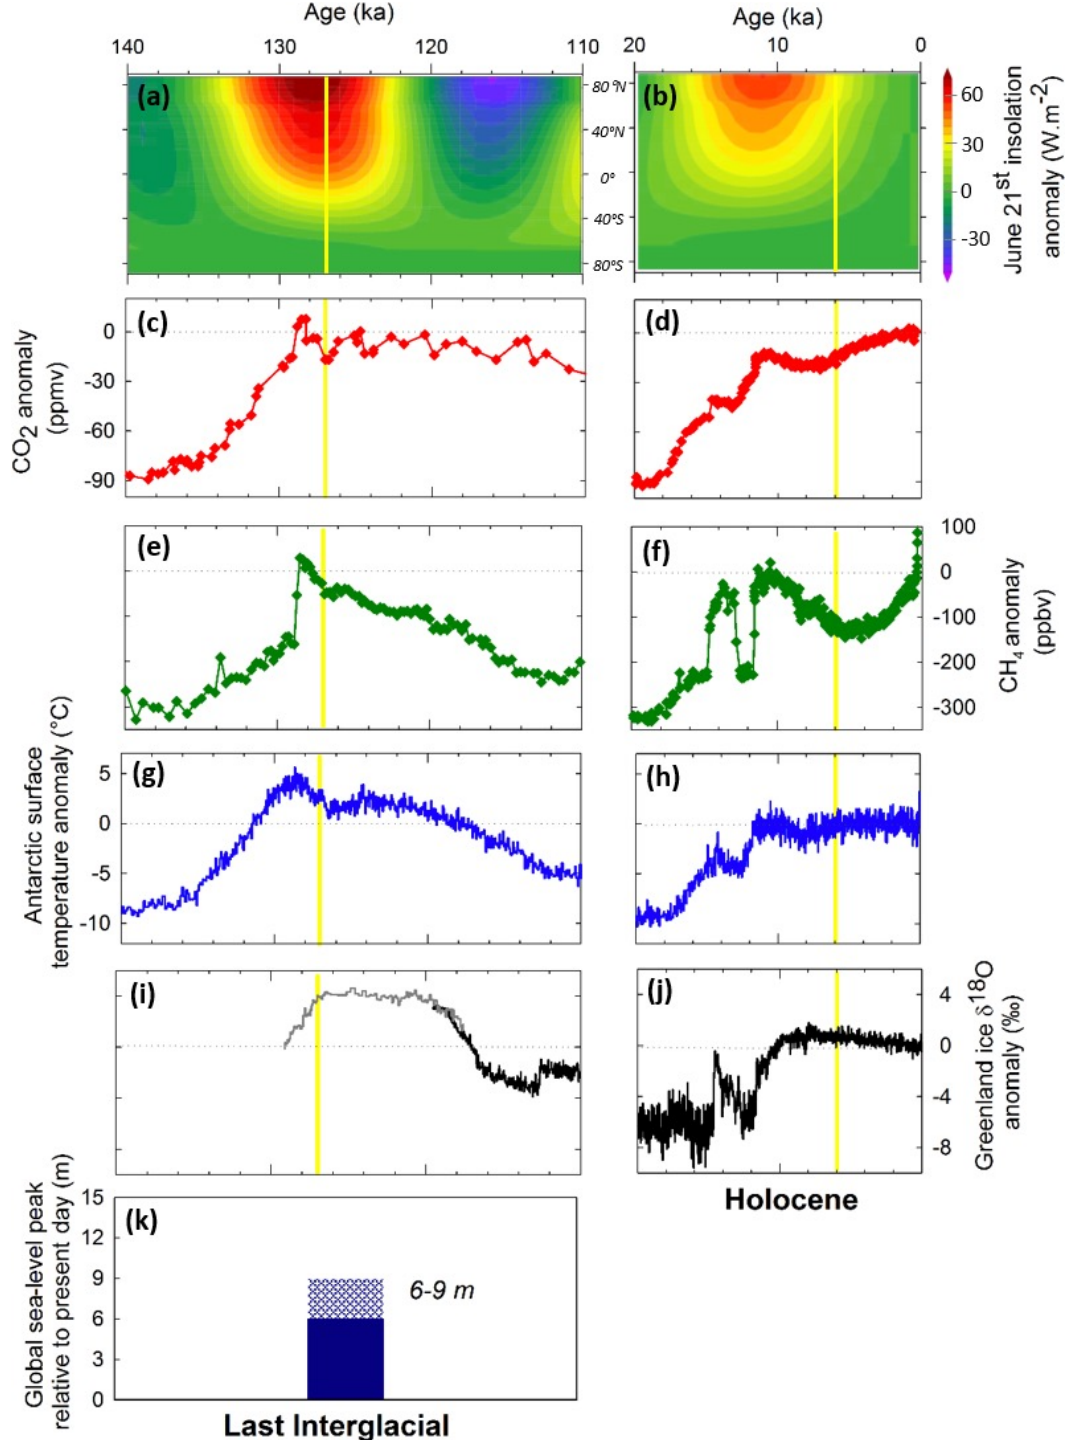 Age (ka)
Age (ka)
140
130
120
110
20
10
0
(a)
80 °N
40°N
0°
40°S
80°S
(b)
60
30
0
-30
June 21st insolation
anomaly (W.m-2)
(c)
0
-30
-60
-90
CO2 anomaly
(ppmv)
(d)
(e)
(f)
100
0
-100
-200
-300
CH4 anomaly
(ppbv)
(g)
5
0
-5
-10
Antarctic surface
temperature anomaly (°C)
(h)
(i)
(j)
4
0
-4
-8
Greenland ice δ18O
anomaly (‰)
Holocene
(k)
15
12
9
6
3
0
Global sea-level peak
relative to present day (m)
6-9 m
Last Interglacial